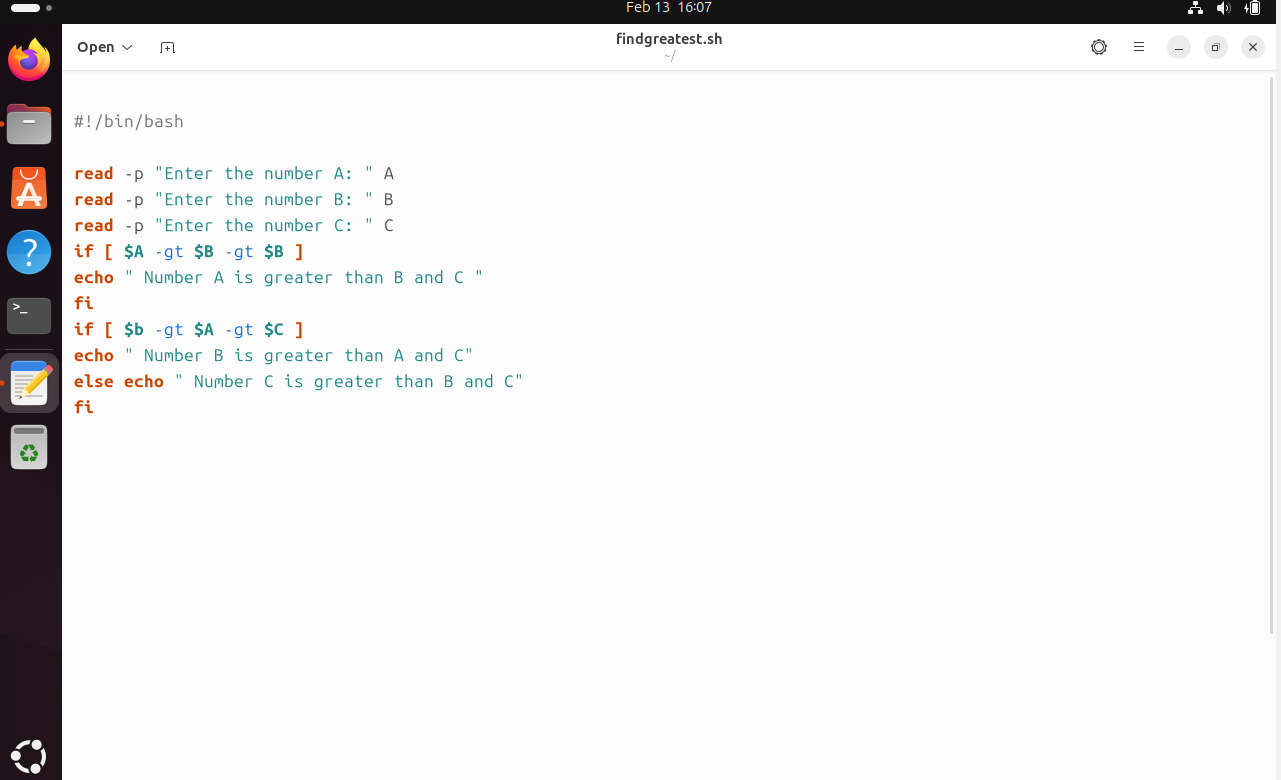 Feb 13 16:07
Open
findgreatest.sh
~/
#!/bin/bash
read -p "Enter the number A: " A
read -p "Enter the number B: " B
read -p "Enter the number C: " C
if [ $A -gt $B -gt $B ]
echo " Number A is greater than B and C "
fi
if [ $b -gt $A -gt $C ]
echo " Number B is greater than A and C"
else echo " Number C is greater than B and C"
fi